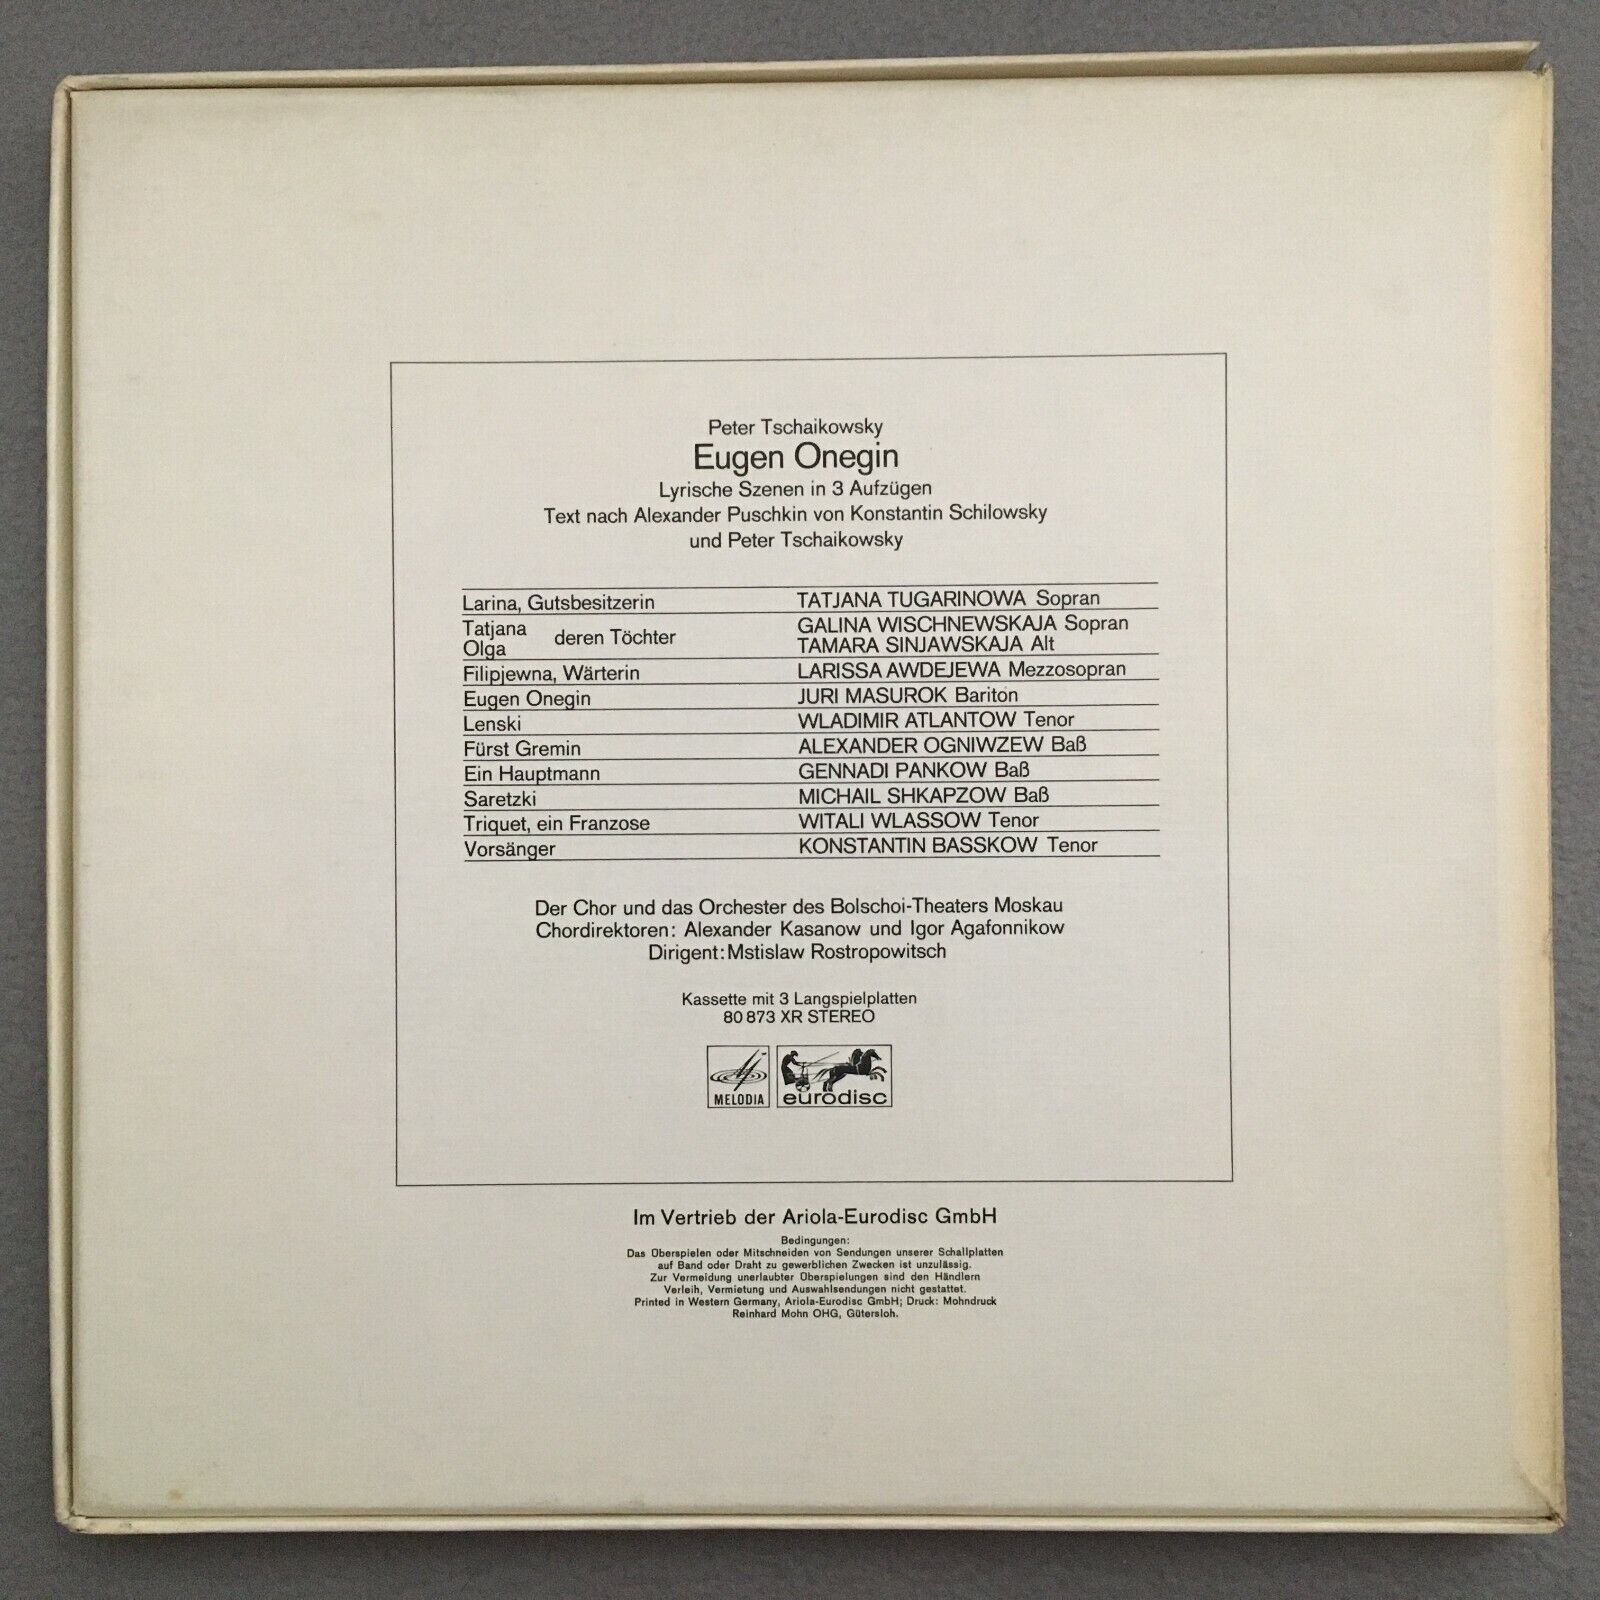 Peter Tschaikowsky
Eugen Onegin
Lyrische Szenen in 3 Aufzügen
Text nach Alexander Puschkin von Konstantin Schilowsky
und Peter Tschaikowsky
Larina, Gutsbesitzerin TATJANA TUGARINOWA Sopran
Tatjana deren Töchter GALINA WISCHNEWSKAJA Sopran
Olga TAMARA SINJAWSKAJA Alt
Filipjewna, Wärterin LARISSA AWDEJEWA Mezzosopran
Eugen Onegin JURI MASUROK Bariton
Lenski WLADIMIR ATLANTOW Tenor
Fürst Gremin ALEXANDER OGNIWZEW Baß
Ein Hauptmann GENNADI PANKOW Baß
Saretzki MICHAIL SHKAPZOW Baß
Triquet, ein Franzose WITALI WLASSOW Tenor
Vorsänger KONSTANTIN BASSKOW Tenor
Der Chor und das Orchester des Bolschoi-Theaters Moskau
Chordirektoren: Alexander Kasanow und Igor Agafonnikow
Dirigent: Mstislaw Rostropowitsch
Kassette mit 3 Langspielplatten
80 873 XR STEREO
MELODIA eurodisc
Im Vertrieb der Ariola-Eurodisc GmbH
Bedingungen:
Das Überspielen oder Mitschneiden von Sendungen unserer Schallplatten
auf Band oder Draht zu gewerblichen Zwecken ist unzulässig.
Zur Vermeidung unerlaubter Überspielungen sind den Händlern
Verleih, Vermietung und Auswahlsendungen nicht gestattet.
Printed in Western Germany, Ariola-Eurodisc GmbH; Druck: Mohndruck
Reinhard Mohn OHG, Gütersloh.